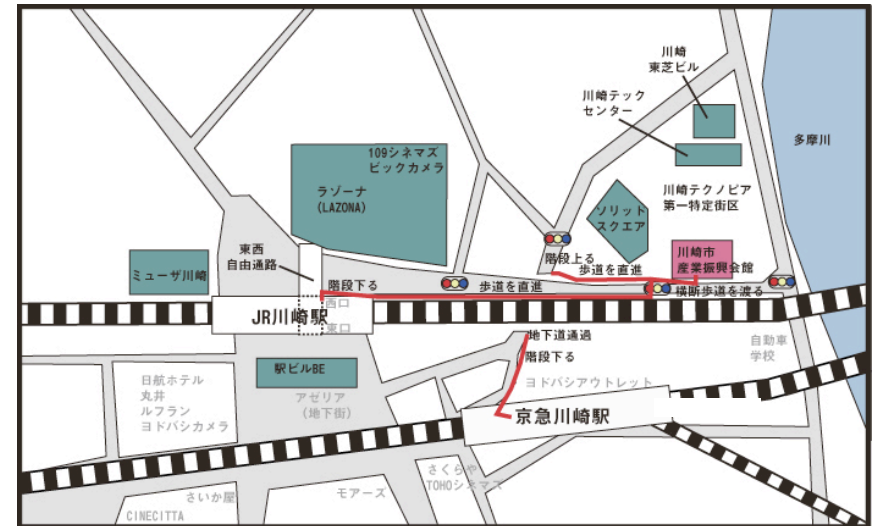 川崎
東芝ビル
川崎テック
センター
多摩川
109シネマズ
ビックカメラ
ラゾーナ
(LAZONA)
川崎テクノピア
第一特定街区
ソリット
スクエア
東西
自由通路
ミューザ川崎
階段上る
川崎市
産業振興会館
歩道を直進
階段下る
歩道を直進
横断歩道を渡る
西口
JR川崎駅
東口
地下道通過
自動車
学校
階段下る
駅ビルBE
日航ホテル
丸井
ルフラン
ヨドバシカメラ
アゼリア
(地下街)
ヨドバシアウトレット
京急川崎駅
さくらや
TOHOシネマズ
さいか屋
モアーズ
CINECITTA